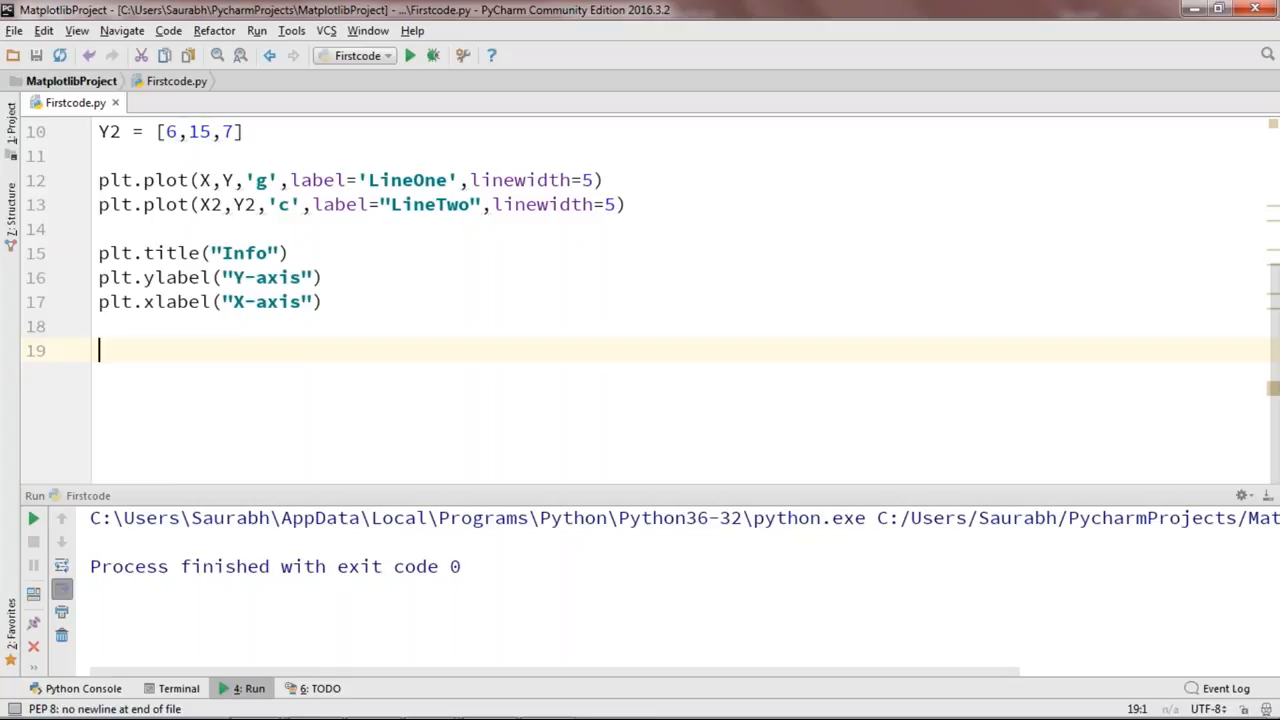 MatplotlibProject - [C:\Users\Saurabh\PycharmProjects\MatplotlibProject] - ...\Firstcode.py - PyCharm Community Edition 2016.3.2
File Edit View Navigate Code Refactor Run Tools VCS Window Help
Firstcode
MatplotlibProject Firstcode.py
1: Project
Firstcode.py
Z: Structure
10 Y2 = [6,15,7]
11
12 plt.plot(X,Y,'g',label='LineOne',linewidth=5)
13 plt.plot(X2,Y2,'c',label="LineTwo",linewidth=5)
14
15 plt.title("Info")
16 plt.ylabel("Y-axis")
17 plt.xlabel("X-axis")
18
19
Run Firstcode
C:\Users\Saurabh\AppData\Local\Programs\Python\Python36-32\python.exe C:/Users/Saurabh/PycharmProjects/Mat
Process finished with exit code 0
2: Favorites
Python Console Terminal 4: Run 6: TODO Event Log
PEP 8: no newline at end of file 19:1 n/a UTF-8